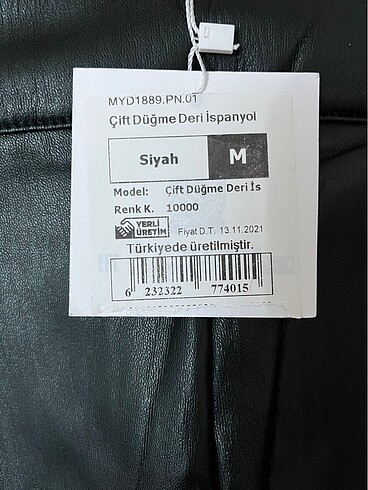 MYD1889.PN.01
Çift Düğme Deri İspanyol
Siyah M
Model: Çift Düğme Deri İs
Renk K. 10000
YERLİ ÜRETİM Fiyat D.T. 13.11.2021
Türkiyede üretilmiştir.
6 232322 774015